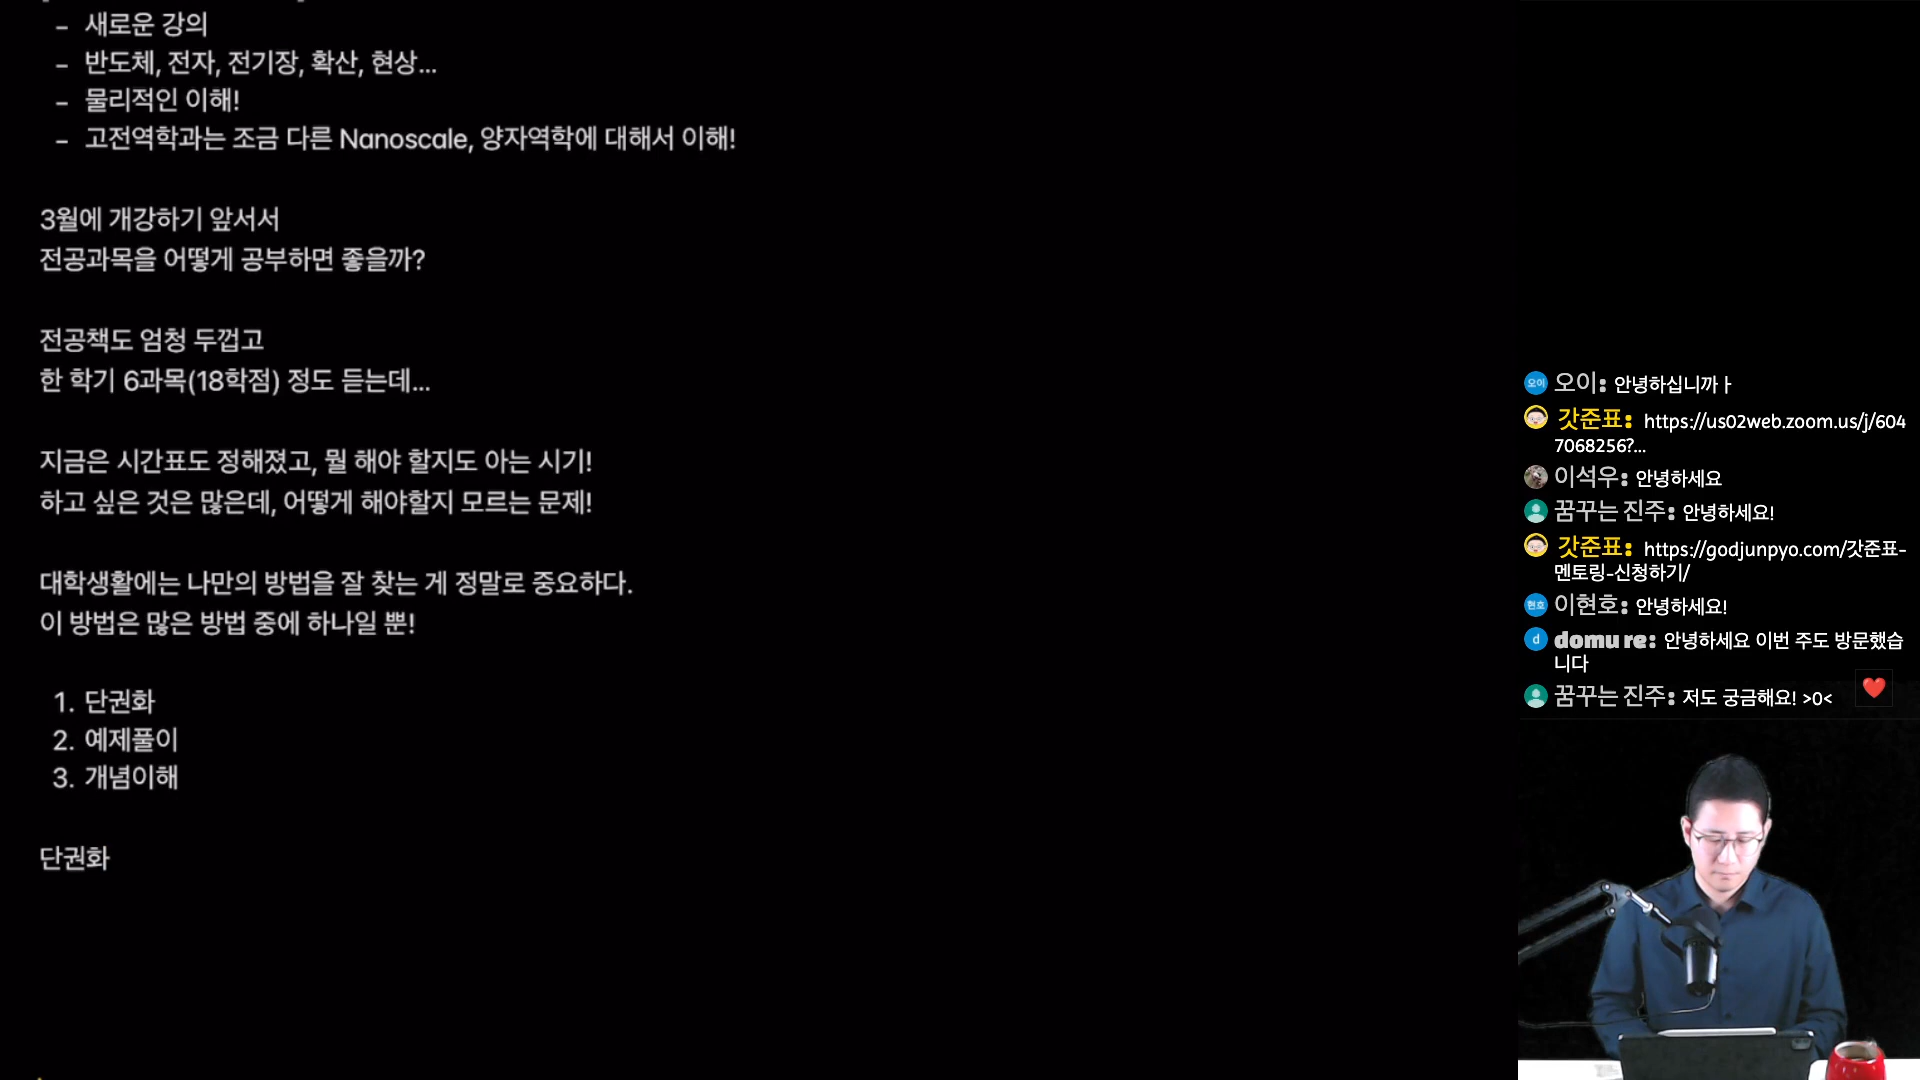 - 새로운 강의
- 반도체, 전자, 전기장, 확산, 현상...
- 물리적인 이해!
- 고전역학과는 조금 다른 Nanoscale, 양자역학에 대해서 이해!
3월에 개강하기 앞서서
전공과목을 어떻게 공부하면 좋을까?
전공책도 엄청 두껍고
한 학기 6과목(18학점) 정도 듣는데...
지금은 시간표도 정해졌고, 뭘 해야 할지도 아는 시기!
하고 싶은 것은 많은데, 어떻게 해야할지 모르는 문제!
대학생활에는 나만의 방법을 잘 찾는 게 정말로 중요하다.
이 방법은 많은 방법 중에 하나일 뿐!
1. 단권화
2. 예제풀이
3. 개념이해
단권화
오이 오이: 안녕하십니까ㅏ
갓준표: https://us02web.zoom.us/j/604
7068256?...
이석우: 안녕하세요
꿈꾸는 진주: 안녕하세요!
갓준표: https://godjunpyo.com/갓준표-
멘토링-신청하기/
현호 이현호: 안녕하세요!
d domu re: 안녕하세요 이번 주도 방문했습
니다
꿈꾸는 진주: 저도 궁금해요! >0<